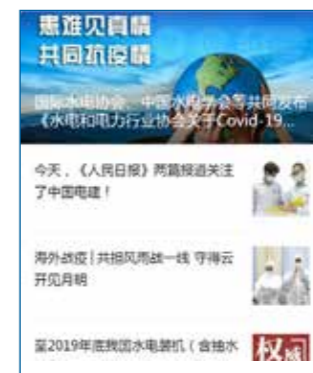 患难见真情
共同抗疫情
国际水电协会、中国水电学会等共同发布
《水电和电力行业协会关于Covid-19...
今天，《人民日报》两篇报道关注
了中国电建！
海外战疫|共担风雨战一线 守得云
开见月明
至2019年底我国水电装机（含抽水
权威